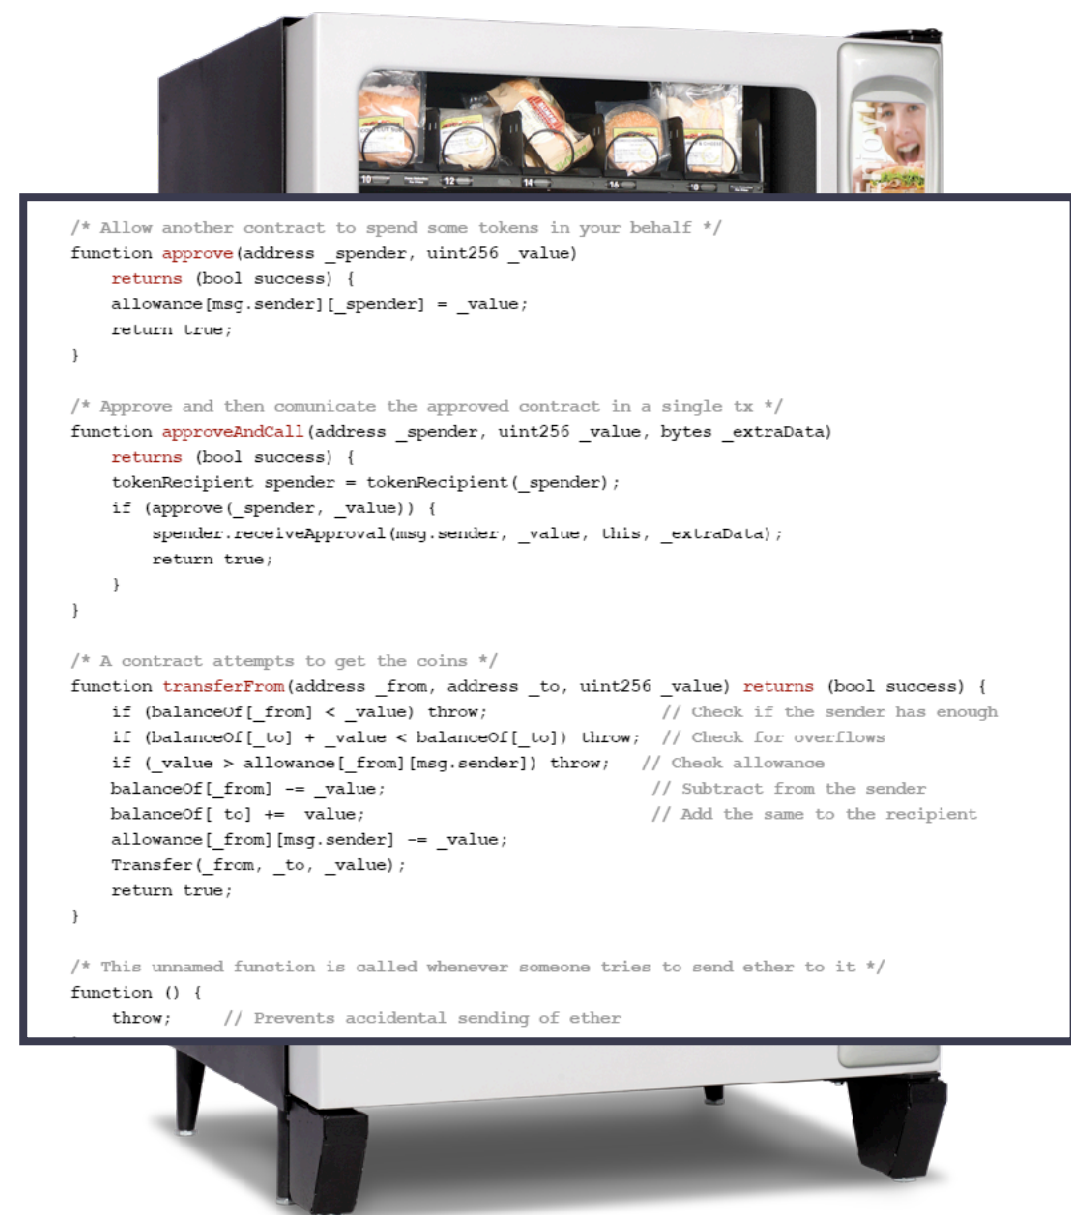 10 12 14 16
/* Allow another contract to spend some tokens in your behalf */
function approve(address _spender, uint256 _value)
    returns (bool success) {
    allowance[msg.sender][_spender] = _value;
    return true;
}
/* Approve and then comunicate the approved contract in a single tx */
function approveAndCall(address _spender, uint256 _value, bytes _extraData)
    returns (bool success) {
    tokenRecipient spender = tokenRecipient(_spender);
    if (approve(_spender, _value)) {
        spender.receiveApproval(msg.sender, _value, this, _extraData);
        return true;
    }
}
/* A contract attempts to get the coins */
function transferFrom(address _from, address _to, uint256 _value) returns (bool success) {
    if (balanceOf[_from] < _value) throw; // Check if the sender has enough
    if (balanceOf[_to] + _value < balanceOf[_to]) throw; // Check for overflows
    if (_value > allowance[_from][msg.sender]) throw; // Check allowance
    balanceOf[_from] -= _value; // Subtract from the sender
    balanceOf[_to] += _value; // Add the same to the recipient
    allowance[_from][msg.sender] -= _value;
    Transfer(_from, _to, _value);
    return true;
}
/* This unnamed function is called whenever someone tries to send ether to it */
function () {
    throw; // Prevents accidental sending of ether